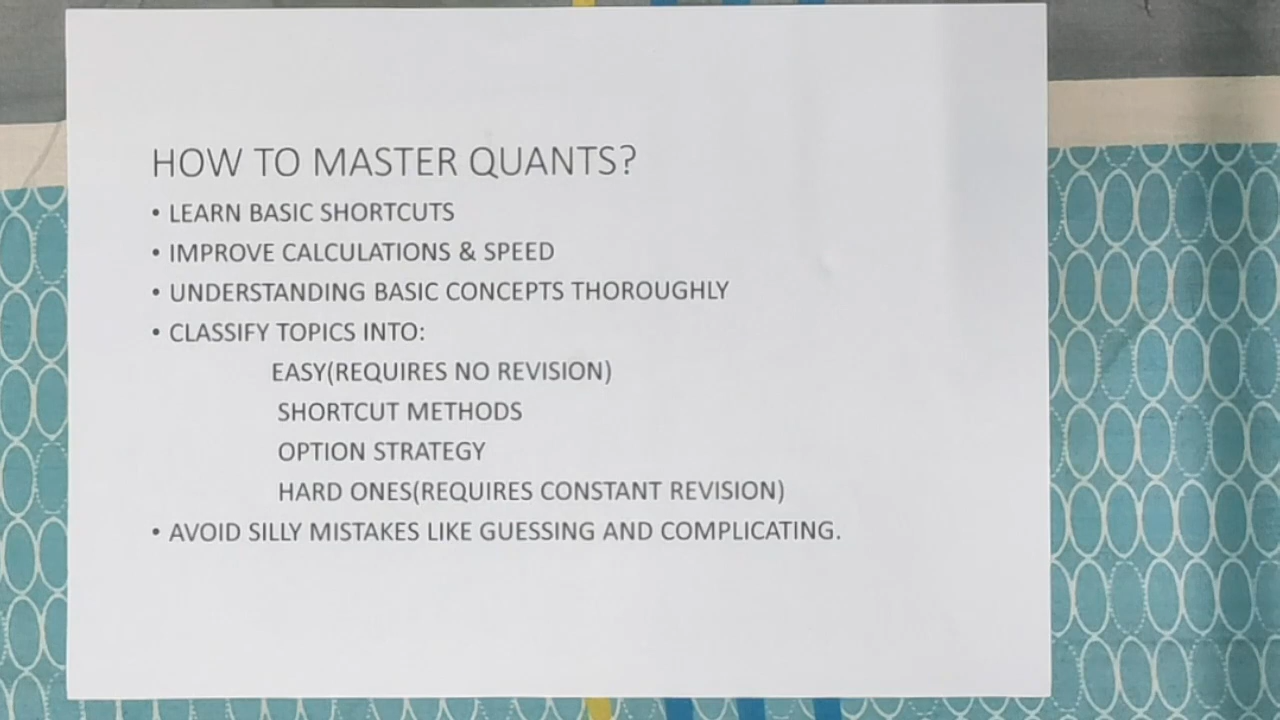 HOW TO MASTER QUANTS?
• LEARN BASIC SHORTCUTS
• IMPROVE CALCULATIONS & SPEED
• UNDERSTANDING BASIC CONCEPTS THOROUGHLY
• CLASSIFY TOPICS INTO:
EASY(REQUIRES NO REVISION)
SHORTCUT METHODS
OPTION STRATEGY
HARD ONES(REQUIRES CONSTANT REVISION)
• AVOID SILLY MISTAKES LIKE GUESSING AND COMPLICATING.